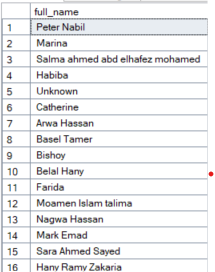 full_name
1 Peter Nabil
2 Marina
3 Salma ahmed abd elhafez mohamed
4 Habiba
5 Unknown
6 Catherine
7 Arwa Hassan
8 Basel Tamer
9 Bishoy
10 Belal Hany
11 Farida
12 Moamen Islam talima
13 Nagwa Hassan
14 Mark Emad
15 Sara Ahmed Sayed
16 Hany Ramy Zakaria